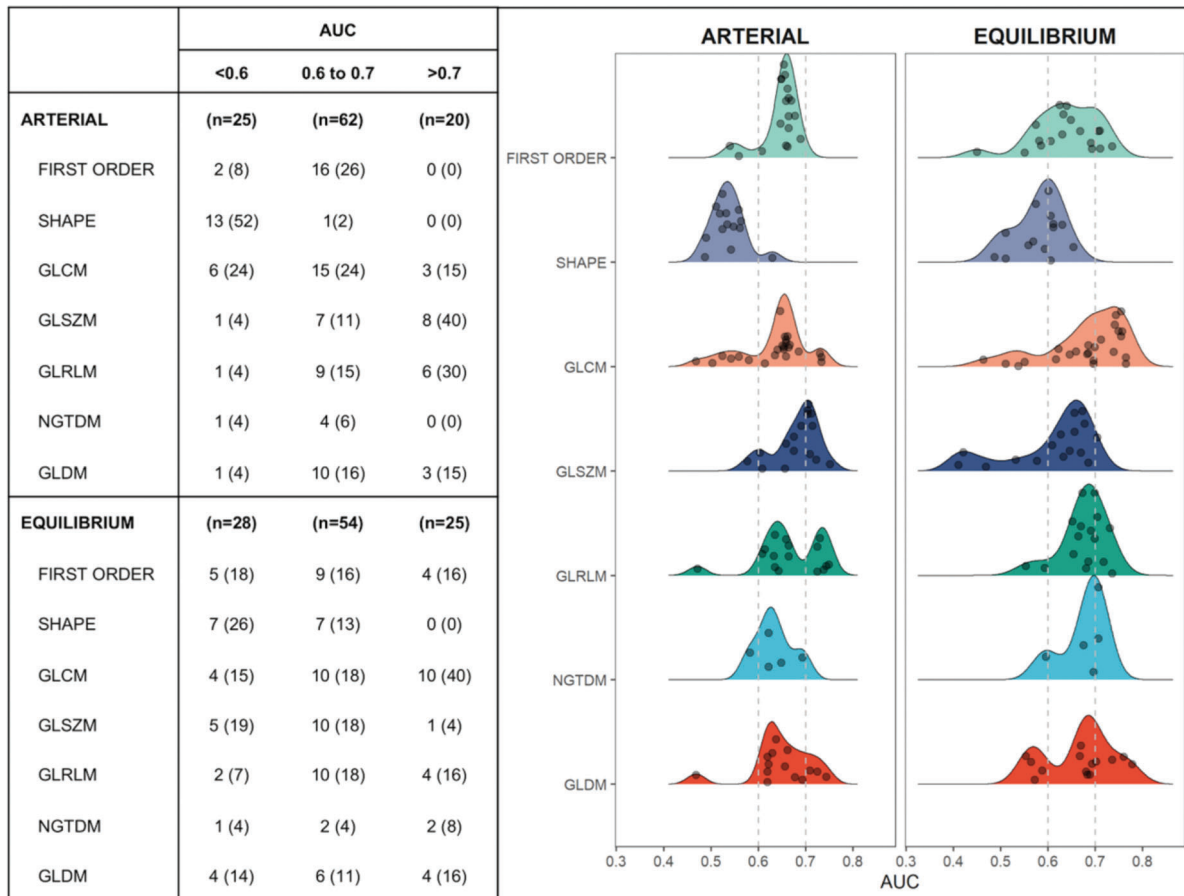 AUC
<0.6 0.6 to 0.7 >0.7
ARTERIAL (n=25) (n=62) (n=20)
FIRST ORDER 2 (8) 16 (26) 0 (0)
SHAPE 13 (52) 1(2) 0 (0)
GLCM 6 (24) 15 (24) 3 (15)
GLSZM 1 (4) 7 (11) 8 (40)
GLRLM 1 (4) 9 (15) 6 (30)
NGTDM 1 (4) 4 (6) 0 (0)
GLDM 1 (4) 10 (16) 3 (15)
EQUILIBRIUM (n=28) (n=54) (n=25)
FIRST ORDER 5 (18) 9 (16) 4 (16)
SHAPE 7 (26) 7 (13) 0 (0)
GLCM 4 (15) 10 (18) 10 (40)
GLSZM 5 (19) 10 (18) 1 (4)
GLRLM 2 (7) 10 (18) 4 (16)
NGTDM 1 (4) 2 (4) 2 (8)
GLDM 4 (14) 6 (11) 4 (16)
ARTERIAL EQUILIBRIUM
FIRST ORDER
SHAPE
GLCM
GLSZM
GLRLM
NGTDM
GLDM
0.3 0.5 0.6 0.7 0.8 0.3 0.4 0.5 0.6 0.7 0.8
AUC